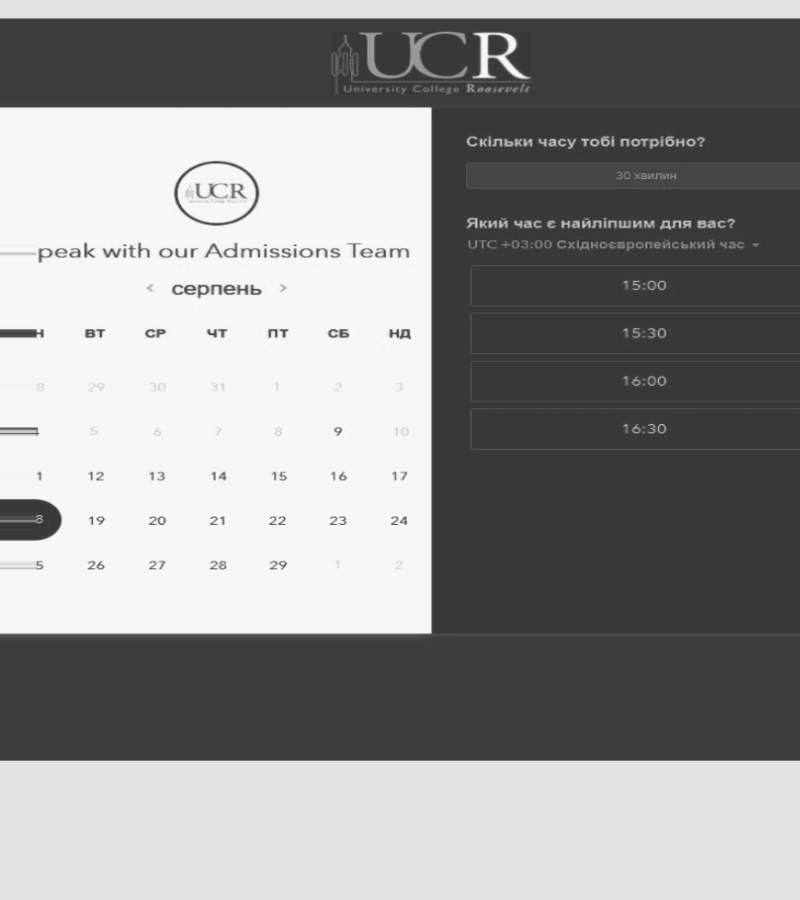 UCR
University College Roosevelt
UCR
peak with our Admissions Team
< серпень >
Н ВТ СР ЧТ ПТ СБ НД
8 29 30 31 1 2 3
5 6 7 8 9 10
1 12 13 14 15 16 17
8 19 20 21 22 23 24
5 26 27 28 29 1 2
Скільки часу тобі потрібно?
30 хвилин
Який час є найліпшим для вас?
UTC +03:00 Східноєвропейський час
15:00
15:30
16:00
16:30